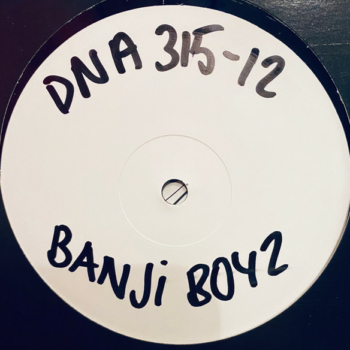 DNA 315-12
BANJi BOYZ